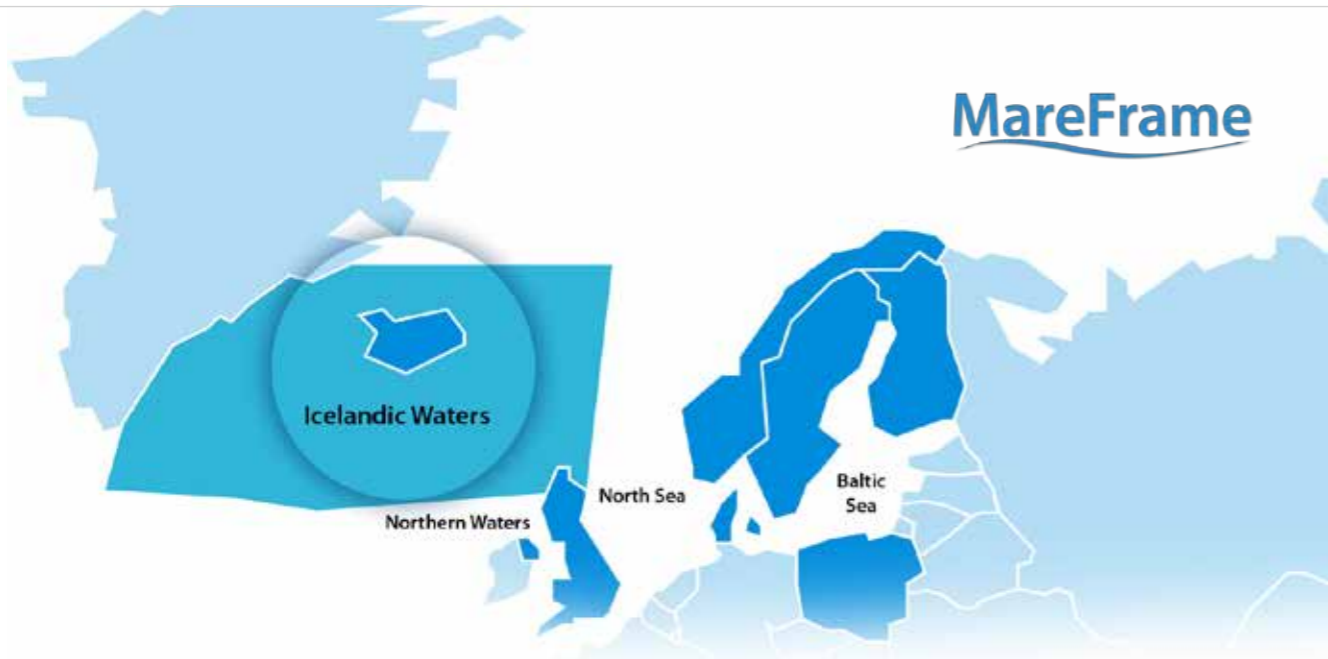 MareFrame
Icelandic Waters
North Sea
Baltic
Sea
Northern Waters